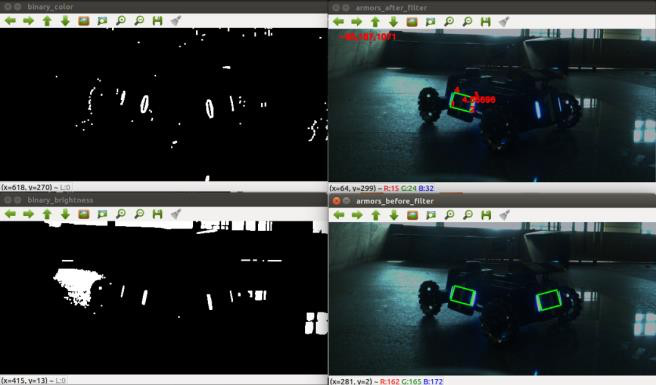 binary_color
armors_after_filter
(x=618, y=270) ~ L:0
(x=64, y=299) ~ R:15 G:24 B:32
binary_brightness
armors_before_filter
(x=415, y=13) ~ L:0
(x=281, y=2) ~ R:162 G:165 B:172